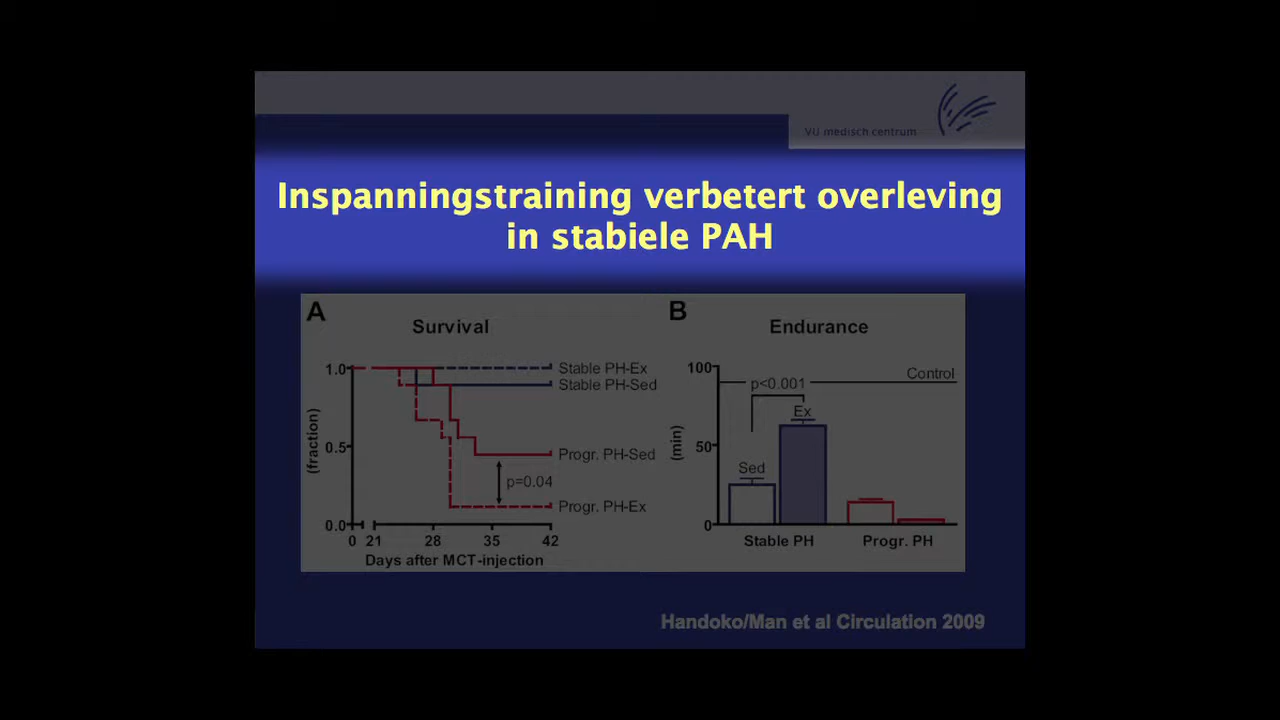 VU medisch centrum
Inspanningstraining verbetert overleving
in stabiele PAH
A
Survival
(fraction)
1.0
0.5
0.0
0 21 28 35 42
Days after MCT-injection
Stable PH-Ex
Stable PH-Sed
Progr. PH-Sed
p=0.04
Progr. PH-Ex
B
Endurance
(min)
100
50
0
Control
p<0.001
Ex
Sed
Stable PH Progr. PH
Handoko/Man et al Circulation 2009